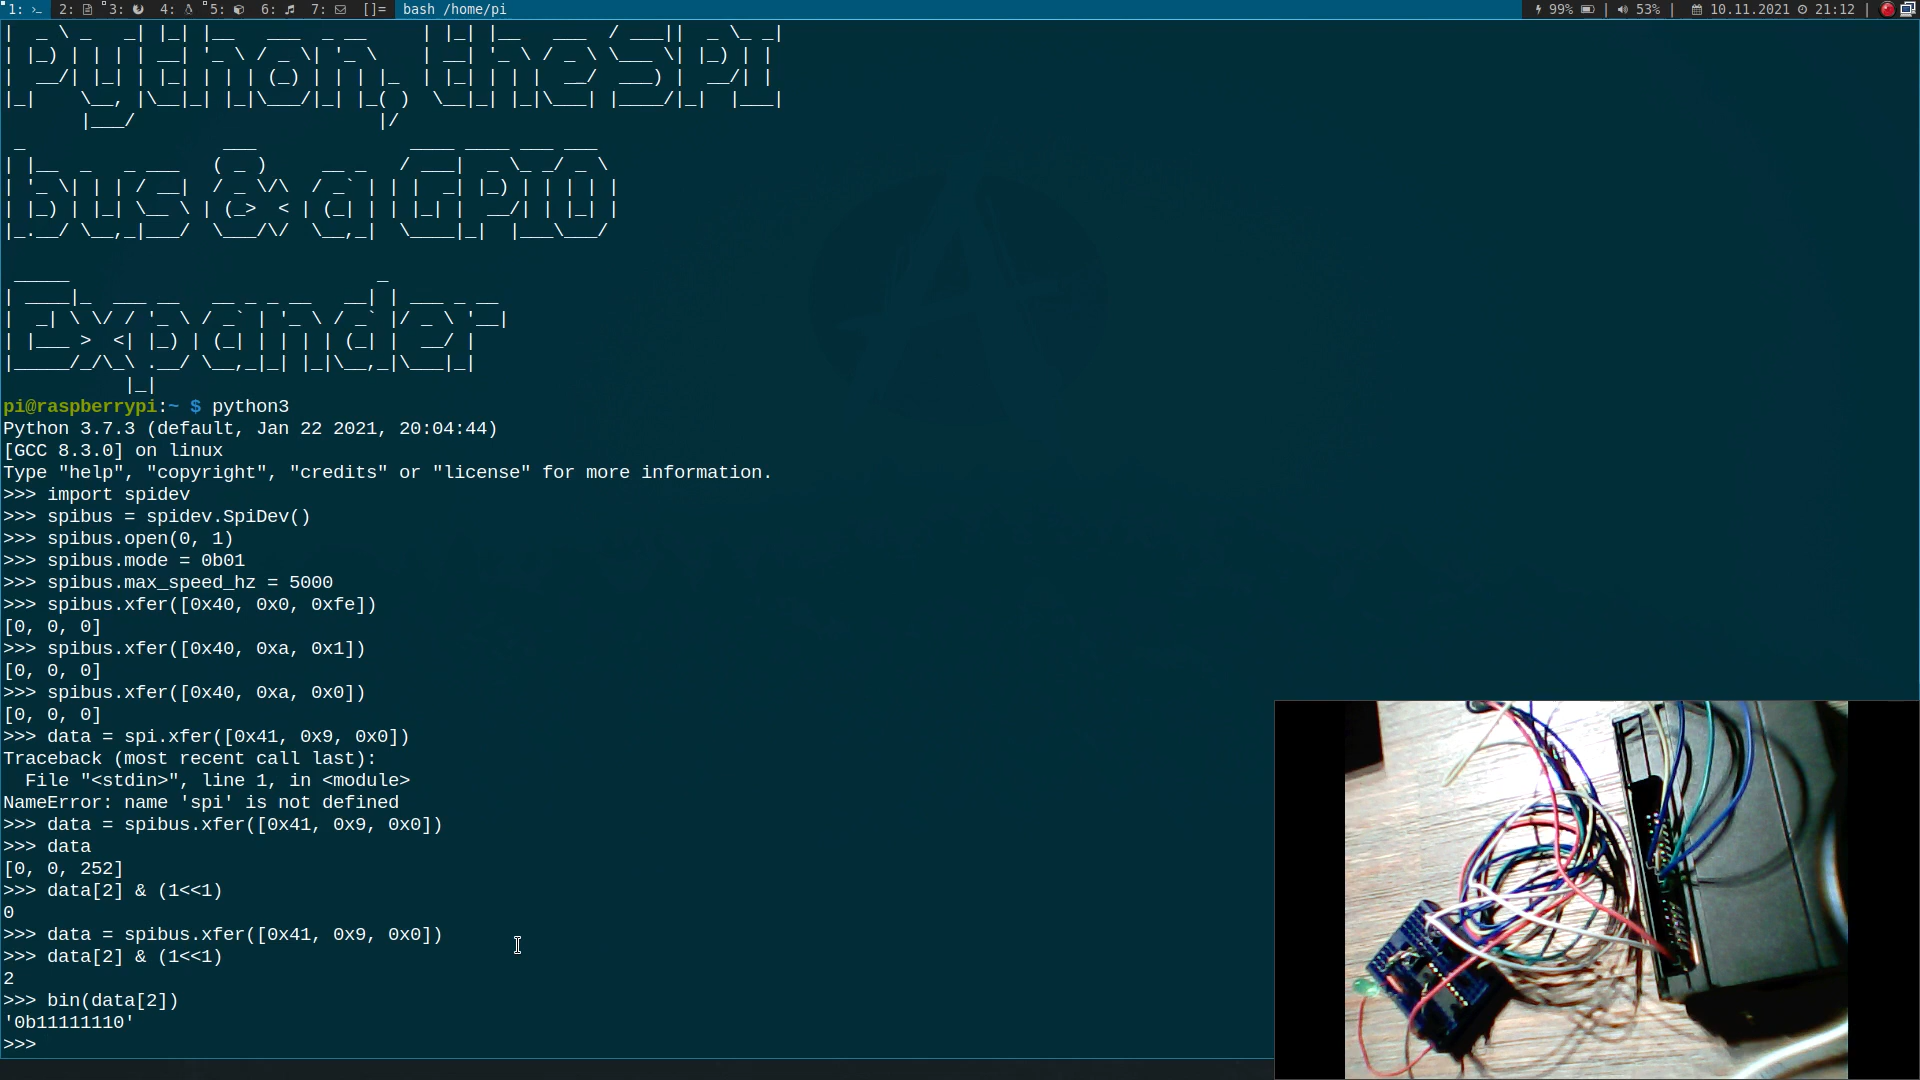 1: 2: 3: 4: 5: 6: 7: []= bash /home/pi 99% | 53% | 10.11.2021 21:12 |
Python, the SPI
bus & a GPIO
Expander
pi@raspberrypi:~ $ python3
Python 3.7.3 (default, Jan 22 2021, 20:04:44)
[GCC 8.3.0] on linux
Type "help", "copyright", "credits" or "license" for more information.
>>> import spidev
>>> spibus = spidev.SpiDev()
>>> spibus.open(0, 1)
>>> spibus.mode = 0b01
>>> spibus.max_speed_hz = 5000
>>> spibus.xfer([0x40, 0x0, 0xfe])
[0, 0, 0]
>>> spibus.xfer([0x40, 0xa, 0x1])
[0, 0, 0]
>>> spibus.xfer([0x40, 0xa, 0x0])
[0, 0, 0]
>>> data = spi.xfer([0x41, 0x9, 0x0])
Traceback (most recent call last):
  File "<stdin>", line 1, in <module>
NameError: name 'spi' is not defined
>>> data = spibus.xfer([0x41, 0x9, 0x0])
>>> data
[0, 0, 252]
>>> data[2] & (1<<1)
0
>>> data = spibus.xfer([0x41, 0x9, 0x0])
>>> data[2] & (1<<1)
2
>>> bin(data[2])
'0b11111110'
>>>